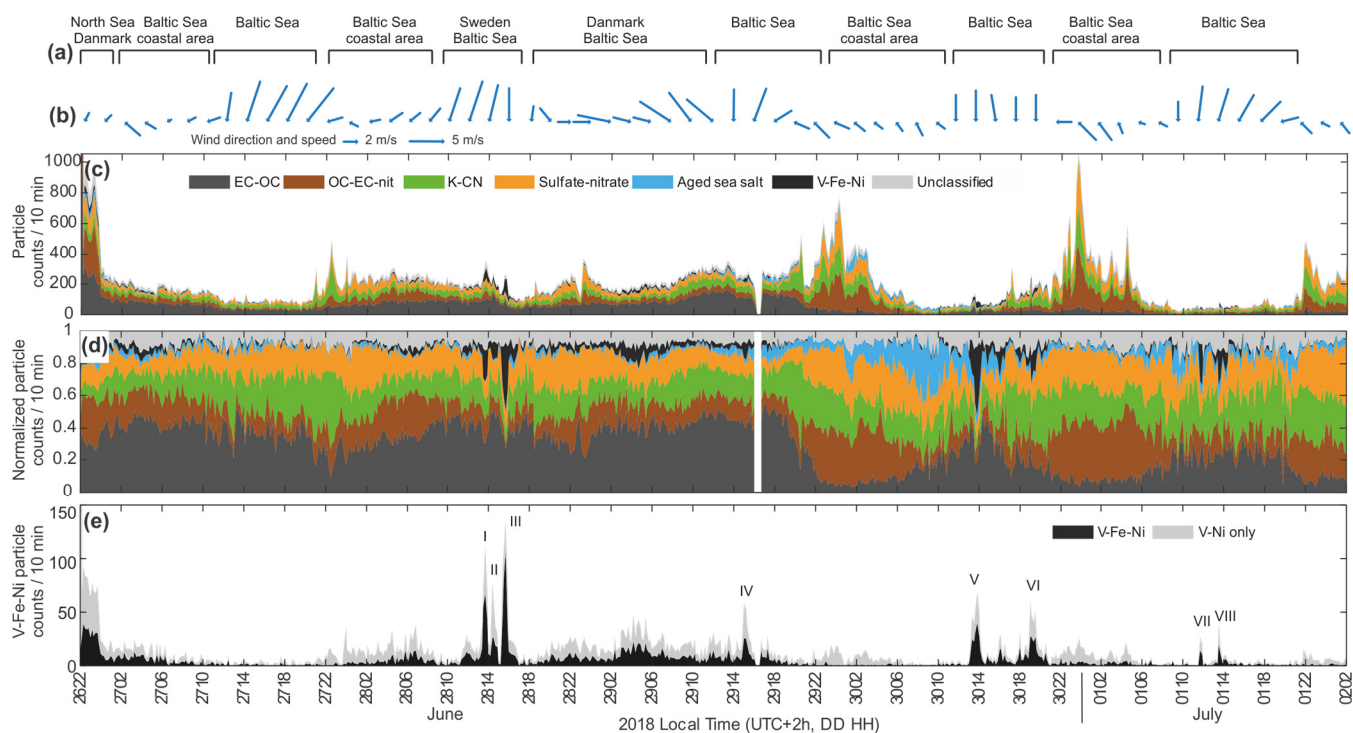 North Sea
Danmark
Baltic Sea
coastal area
Baltic Sea
Baltic Sea
coastal area
Sweden
Baltic Sea
Danmark
Baltic Sea
Baltic Sea
Baltic Sea
coastal area
Baltic Sea
Baltic Sea
coastal area
Baltic Sea
(a)
(b)
Wind direction and speed 2 m/s 5 m/s
(c)
EC-OC OC-EC-nit K-CN Sulfate-nitrate Aged sea salt V-Fe-Ni Unclassified
Particle
counts / 10 min
1000
800
600
400
200
0
(d)
Normalized particle
counts / 10 min
1
0.8
0.6
0.4
0.2
0
(e)
V-Fe-Ni Ni V-Ni only
V-Fe-Ni particle
counts / 10 min
150
100
50
0
I
II
III
IV
V
VI
VII
VIII
2622 2702 2706 2710 2714 2718 2722 2802 2806 2810 2814 2818 2822 2902 2906 2910 2914 2918 2922 3002 3006 3010 3014 3018 3022 0102 0106 0110 0114 0118 0122 0202
June
July
2018 Local Time (UTC+2h, DD HH)